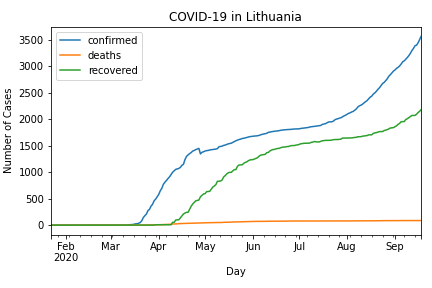 COVID-19 in Lithuania
confirmed
deaths
recovered
Number of Cases
3500
3000
2500
2000
1500
1000
500
0
Feb Mar Apr May Jun Jul Aug Sep
2020
Day